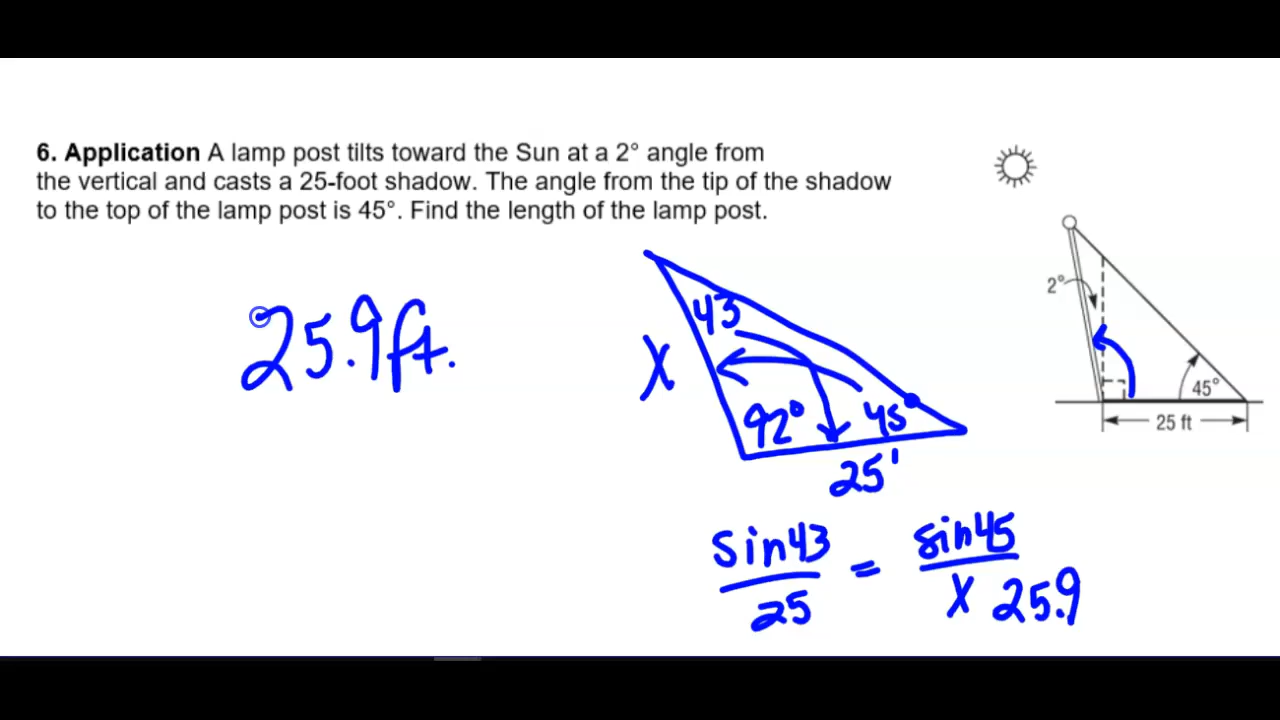 6. Application A lamp post tilts toward the Sun at a 2° angle from
the vertical and casts a 25-foot shadow. The angle from the tip of the shadow
to the top of the lamp post is 45°. Find the length of the lamp post.
2°
45°
25 ft
25.9ft.
43
X
92°
45
25'
sin43
25
=
sin45
X 25.9